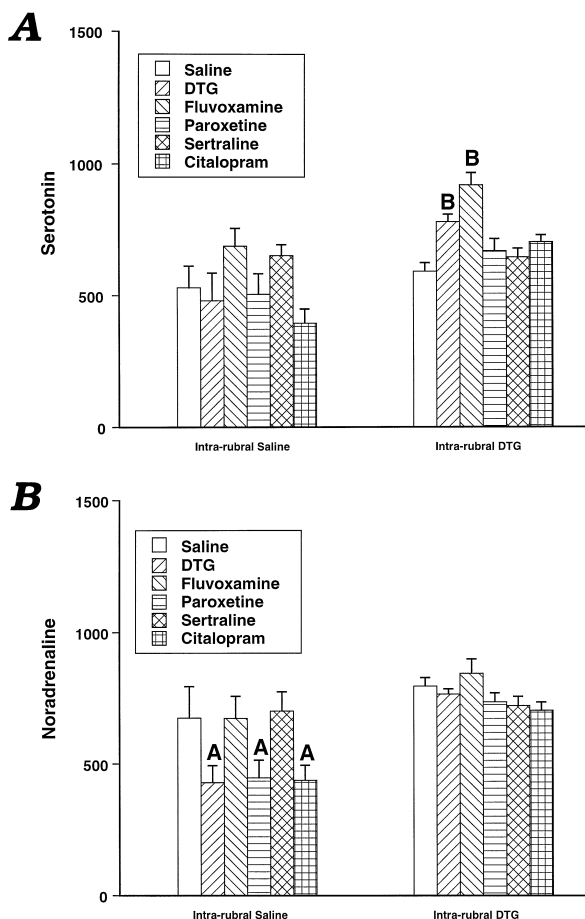 A
1500
Saline
DTG
Fluvoxamine
Paroxetine
Sertraline
Citalopram
1000
B
B
Serotonin
500
0
Intra-rubral Saline
Intra-rubral DTG
B
1500
Saline
DTG
Fluvoxamine
Paroxetine
Sertraline
Citalopram
1000
Noradrenaline
A
A
A
500
0
Intra-rubral Saline
Intra-rubral DTG